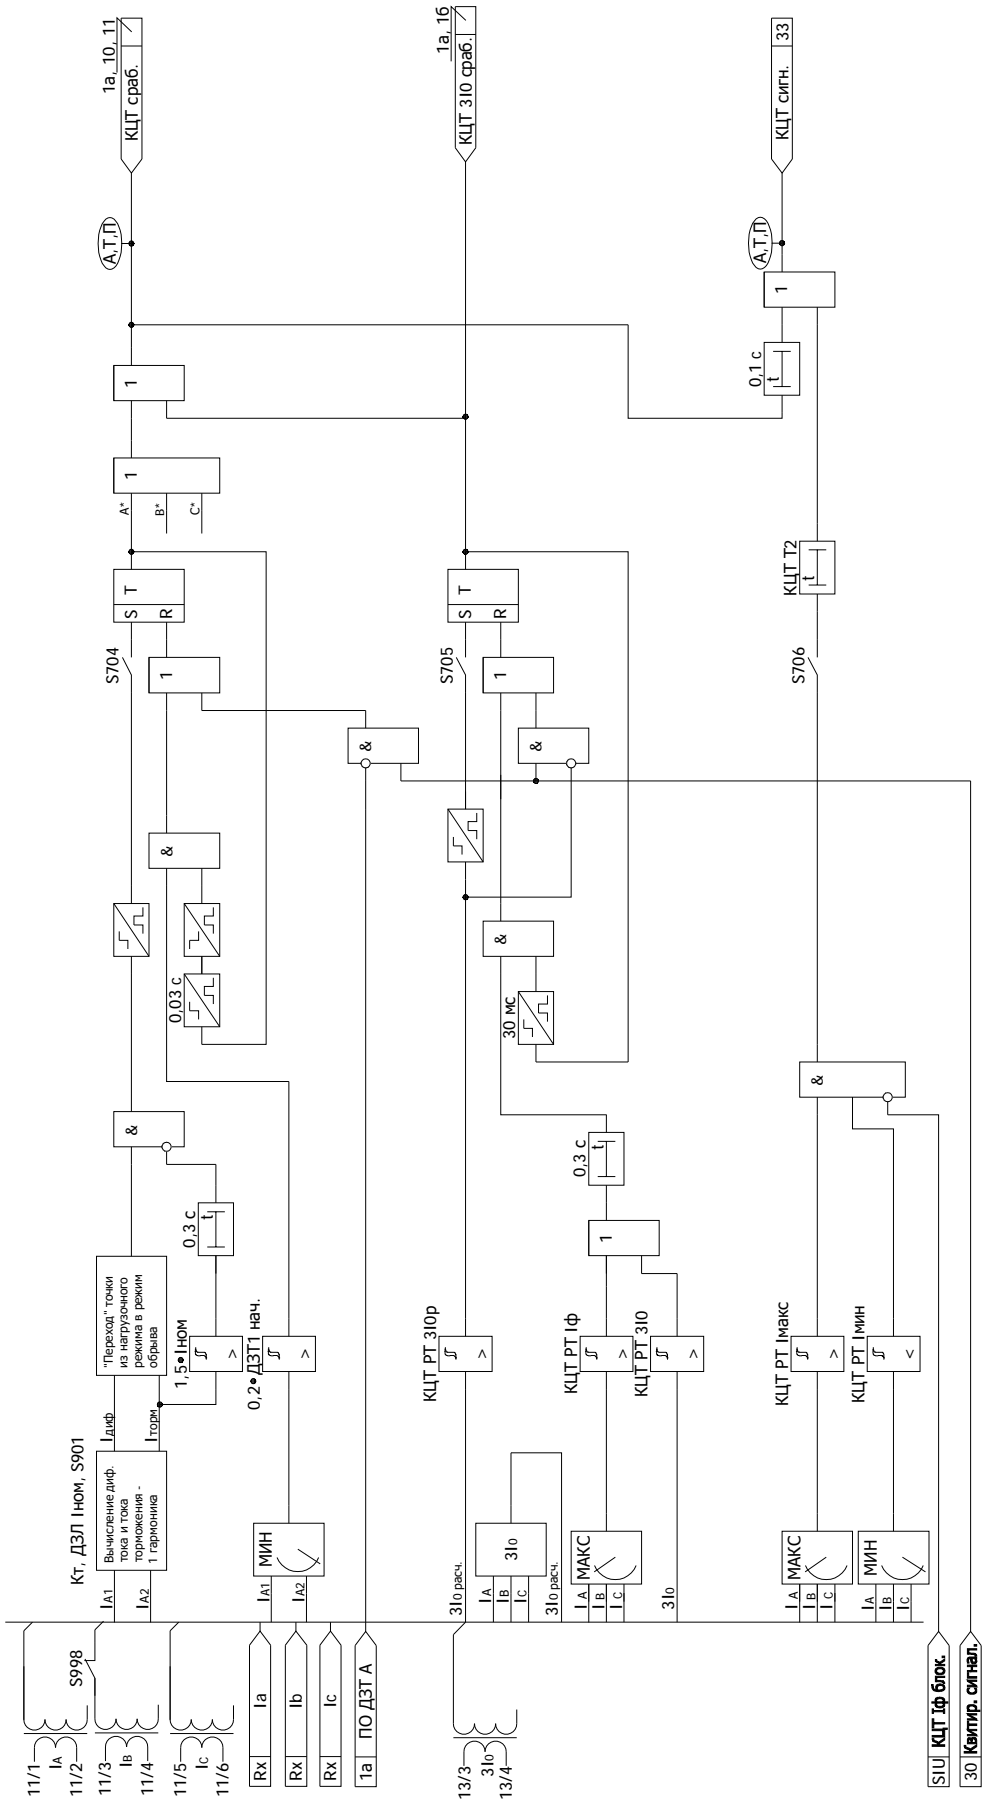 1а, 10, 11
КЦТ сраб.
1а, 16
КЦТ 3I0 сраб.
КЦТ сигн.
33
А,Т,П
А,Т,П
1
0,1 с
t
1
1
A*
B*
C*
КЦТ Т2
t
S
T
R
S
T
R
S704
1
S705
1
S706
&
&
&
0,03 с
&
30 мс
&
&
0,3 с
t
0,3 с
t
1
"Переход" точки
из нагрузочного
режима в режим
обрыва
1,5•Iном
>
0,2•ДЗТ1 нач.
>
КЦТ РТ 3I0р
>
КЦТ РТ Iф
>
КЦТ РТ 3I0
>
КЦТ РТ Iмакс
>
КЦТ РТ Iмин
<
Iдиф
Iторм
Кт, ДЗЛ Iном, S901
Вычисление диф.
тока и тока
торможения -
1 гармоника
IA1
IA2
МИН
IA1
IA2
3I0 расч.
3I0
IA
IB
IC
3I0 расч.
МАКС
IA
IB
IC
3I0
МАКС
IA
IB
IC
МИН
IA
IB
IC
11/1
IA
11/2
S998
11/3
IB
11/4
11/5
IC
11/6
Rx
Ia
Rx
Ib
Rx
Ic
1а
ПО ДЗТ А
13/3
3I0
13/4
SIU
КЦТ Iф блок.
30
Квитир. сигнал.